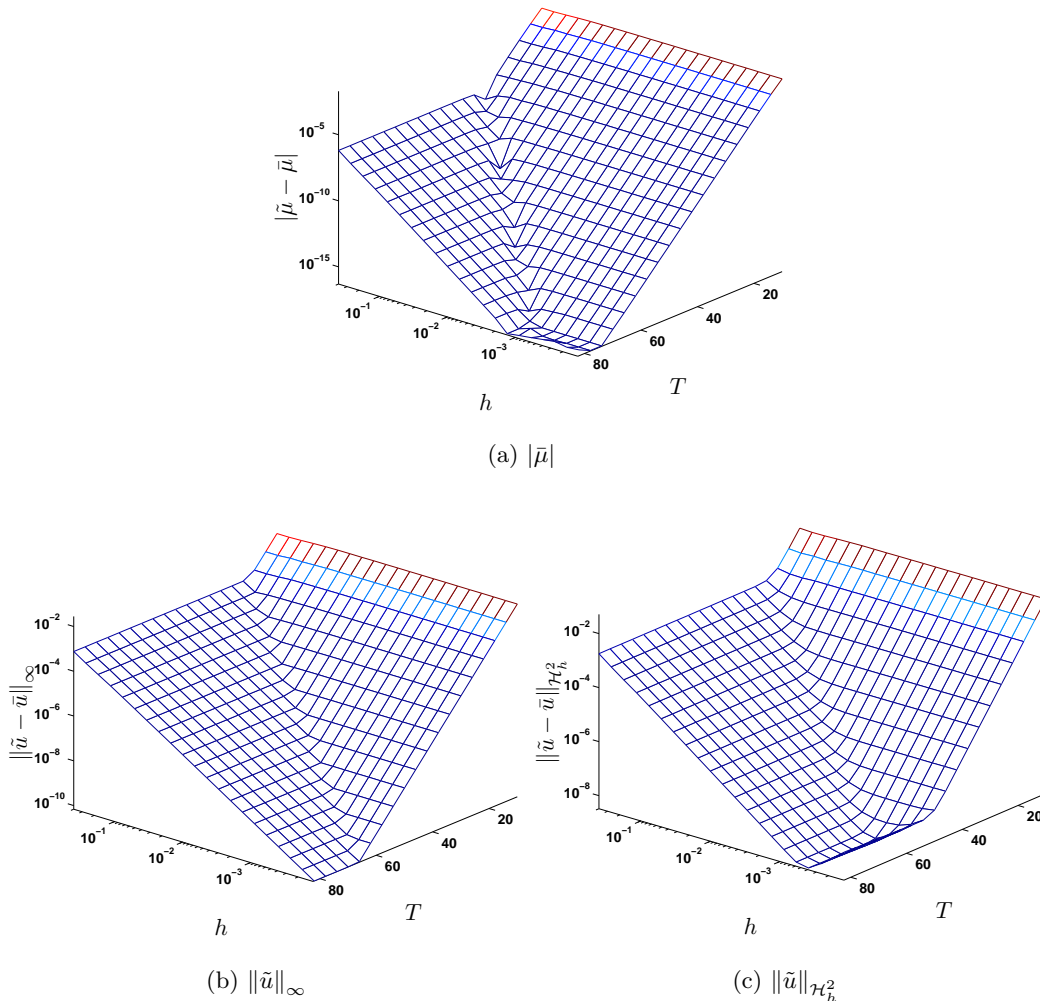 |μ̃ − μ̄|
10⁻⁵
10⁻¹⁰
10⁻¹⁵
10⁻¹ 10⁻² 10⁻³
80 60 40 20
h T
(a) |μ̄|
‖ũ − ū‖∞
10⁻²
10⁻⁴
10⁻⁶
10⁻⁸
10⁻¹⁰
10⁻¹ 10⁻² 10⁻³
80 60 40 20
h T
(b) ‖ũ‖∞
‖ũ − ū‖_{ℋ_h^2}
10⁻²
10⁻⁴
10⁻⁶
10⁻⁸
10⁻¹ 10⁻² 10⁻³
80 60 40 20
h T
(c) ‖ũ‖_{ℋ_h^2}